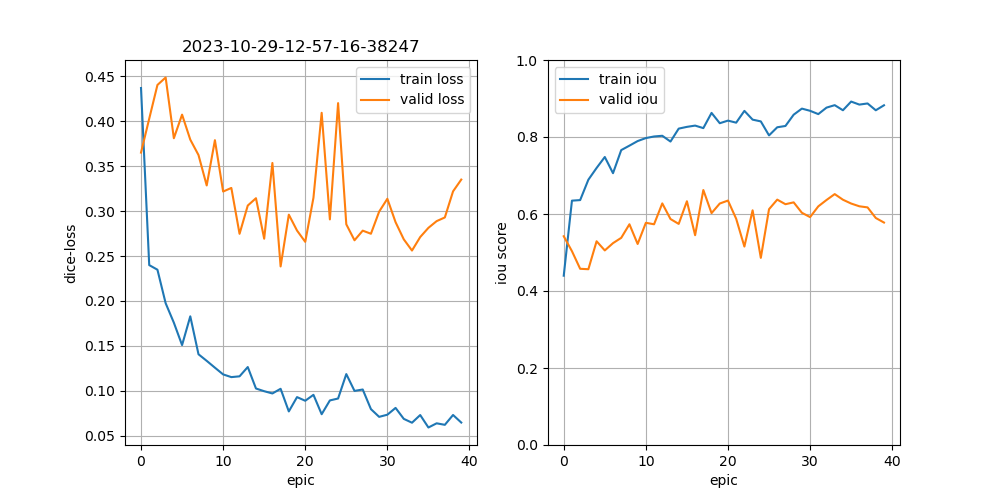 2023-10-29-12-57-16-38247
train loss
valid loss
0.45
0.40
0.35
0.30
0.25
0.20
0.15
0.10
0.05
dice-loss
0 10 20 30 40
epic
train iou
valid iou
1.0
0.8
0.6
0.4
0.2
0.0
iou score
0 10 20 30 40
epic